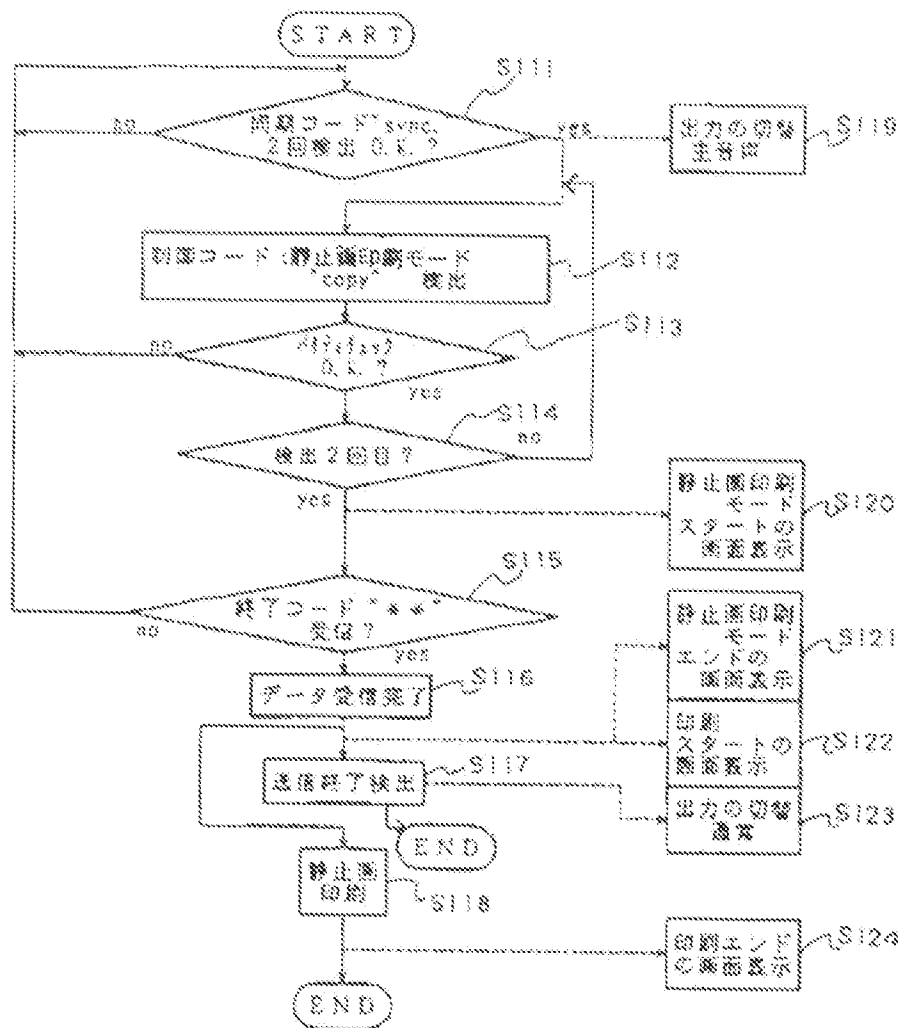 START
S111
同期コード"sync"
2回検出 O.K.?
no
yes
出力の切替
S119
制御コード:静止画印刷モード
"copy" 検出
S112
S113
no
O.K.?
yes
S114
検出2回目?
no
yes
静止画印刷
モード
スタートの
画面表示
S120
S115
終了コード"**"
受信?
no
yes
静止画印刷
モード
エンドの
画面表示
S121
データ受信完了
S116
印刷
スタートの
画面表示
S122
送信終了検出
S117
出力の切替
通常
S123
END
静止画
印刷
S118
印刷エンド
の画面表示
S124
END